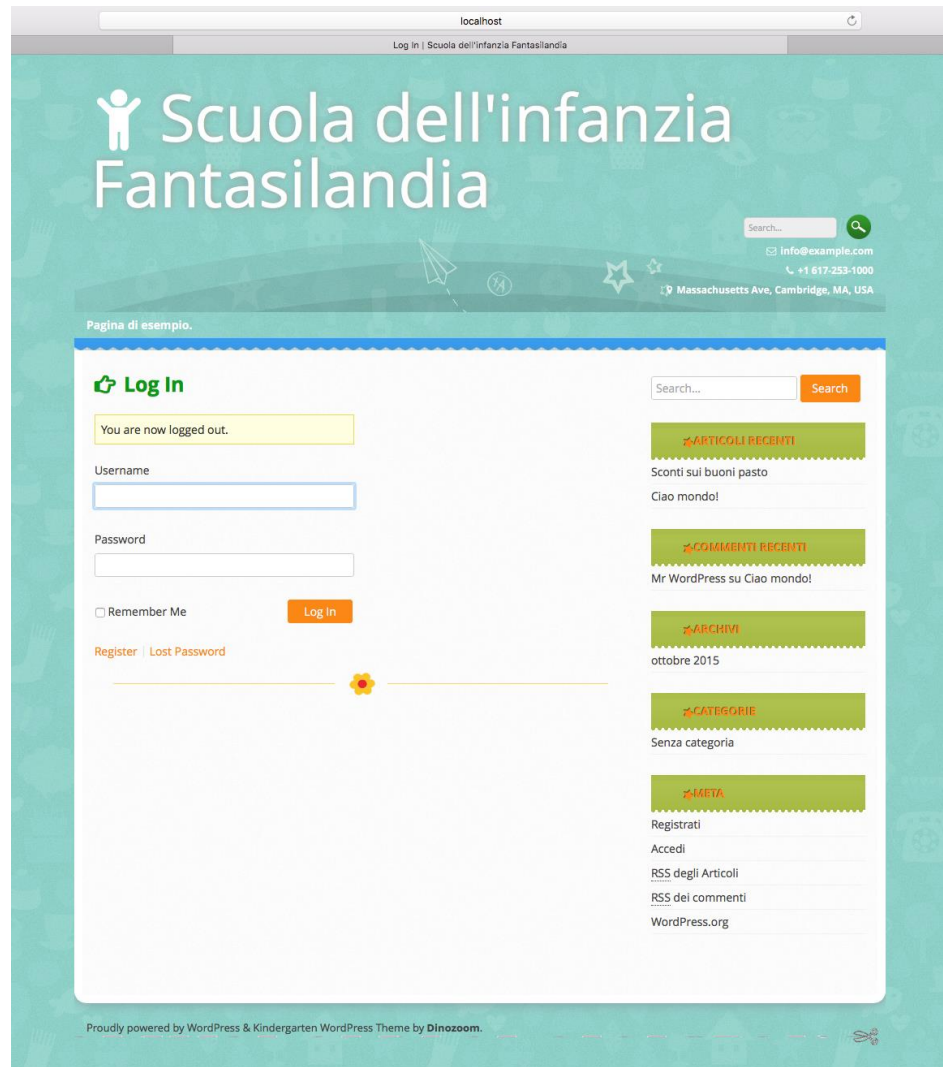 localhost
Log In | Scuola dell'infanzia Fantasilandia
Scuola dell'infanzia
Fantasilandia
Search...
info@example.com
+1 617-253-1000
Massachusetts Ave, Cambridge, MA, USA
Pagina di esempio.
Log In
You are now logged out.
Username
Password
Remember Me
Log In
Register | Lost Password
Search...
Search
ARTICOLI RECENTI
Sconti sui buoni pasto
Ciao mondo!
COMMENTI RECENTI
Mr WordPress su Ciao mondo!
ARCHIVI
ottobre 2015
CATEGORIE
Senza categoria
META
Registrati
Accedi
RSS degli Articoli
RSS dei commenti
WordPress.org
Proudly powered by WordPress & Kindergarten WordPress Theme by Dinozoom.